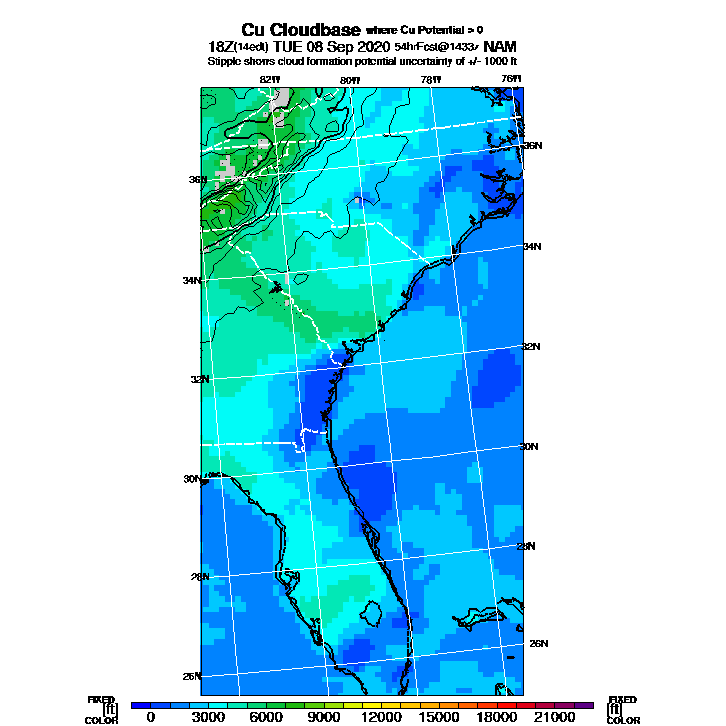 Cu Cloudbase where Cu Potential > 0
18Z(14edt) TUE 08 Sep 2020 54hrFcst@1433z NAM
Stipple shows cloud formation potential uncertainty of +/- 1000 ft
82W 80W 78W 76W
36N
36N
34N
34N
32N
32N
30N
30N
28N
28N
26N
26N
FIXED FIXED
[ft] [ft]
COLOR COLOR
0 3000 6000 9000 12000 15000 18000 21000